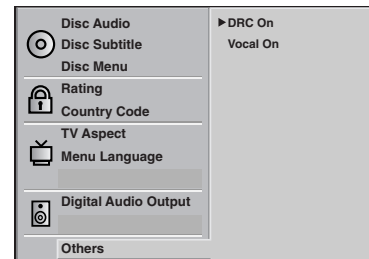 Disc Audio
Disc Subtitle
Disc Menu
Rating
Country Code
TV Aspect
Menu Language
Digital Audio Output
Others
DRC On
Vocal On